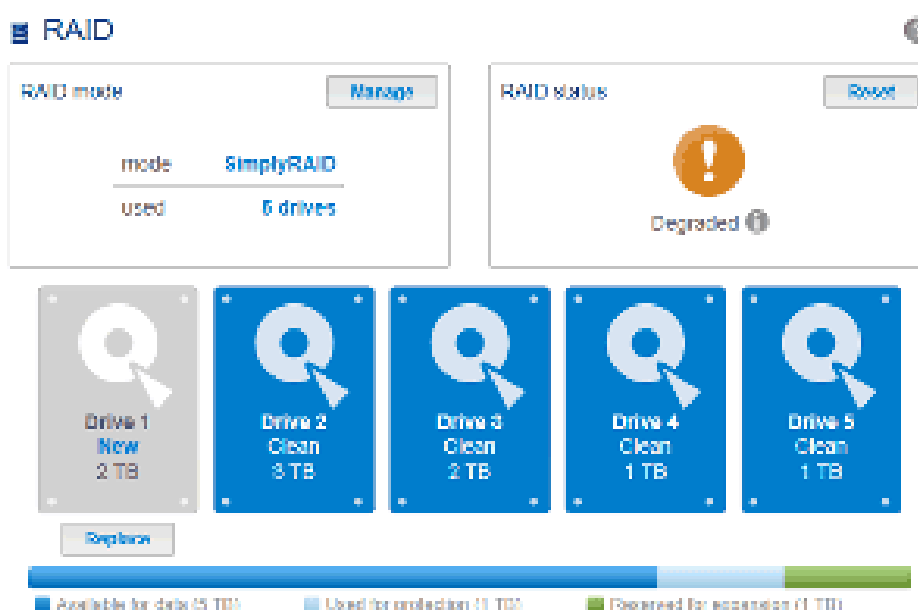 RAID
RAID mode
Manage
RAID status
Reset
mode SimplyRAID
used 5 drives
Degraded
Drive 1
New
2 TB
Drive 2
Clean
3 TB
Drive 3
Clean
2 TB
Drive 4
Clean
1 TB
Drive 5
Clean
1 TB
Replace
Available for data (5 TB)
Used for protection (1 TB)
Reserved for expansion (1 TB)